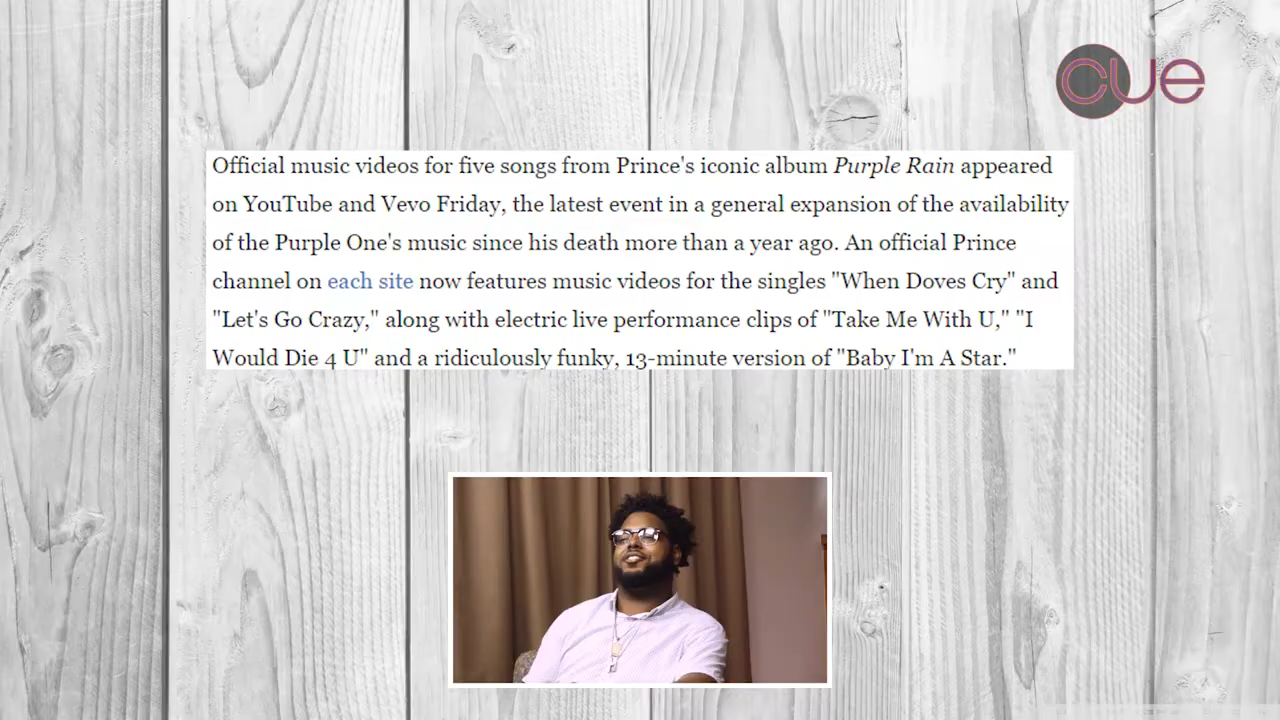 cue
Official music videos for five songs from Prince's iconic album Purple Rain appeared
on YouTube and Vevo Friday, the latest event in a general expansion of the availability
of the Purple One's music since his death more than a year ago. An official Prince
channel on each site now features music videos for the singles "When Doves Cry" and
"Let's Go Crazy," along with electric live performance clips of "Take Me With U," "I
Would Die 4 U" and a ridiculously funky, 13-minute version of "Baby I'm A Star."